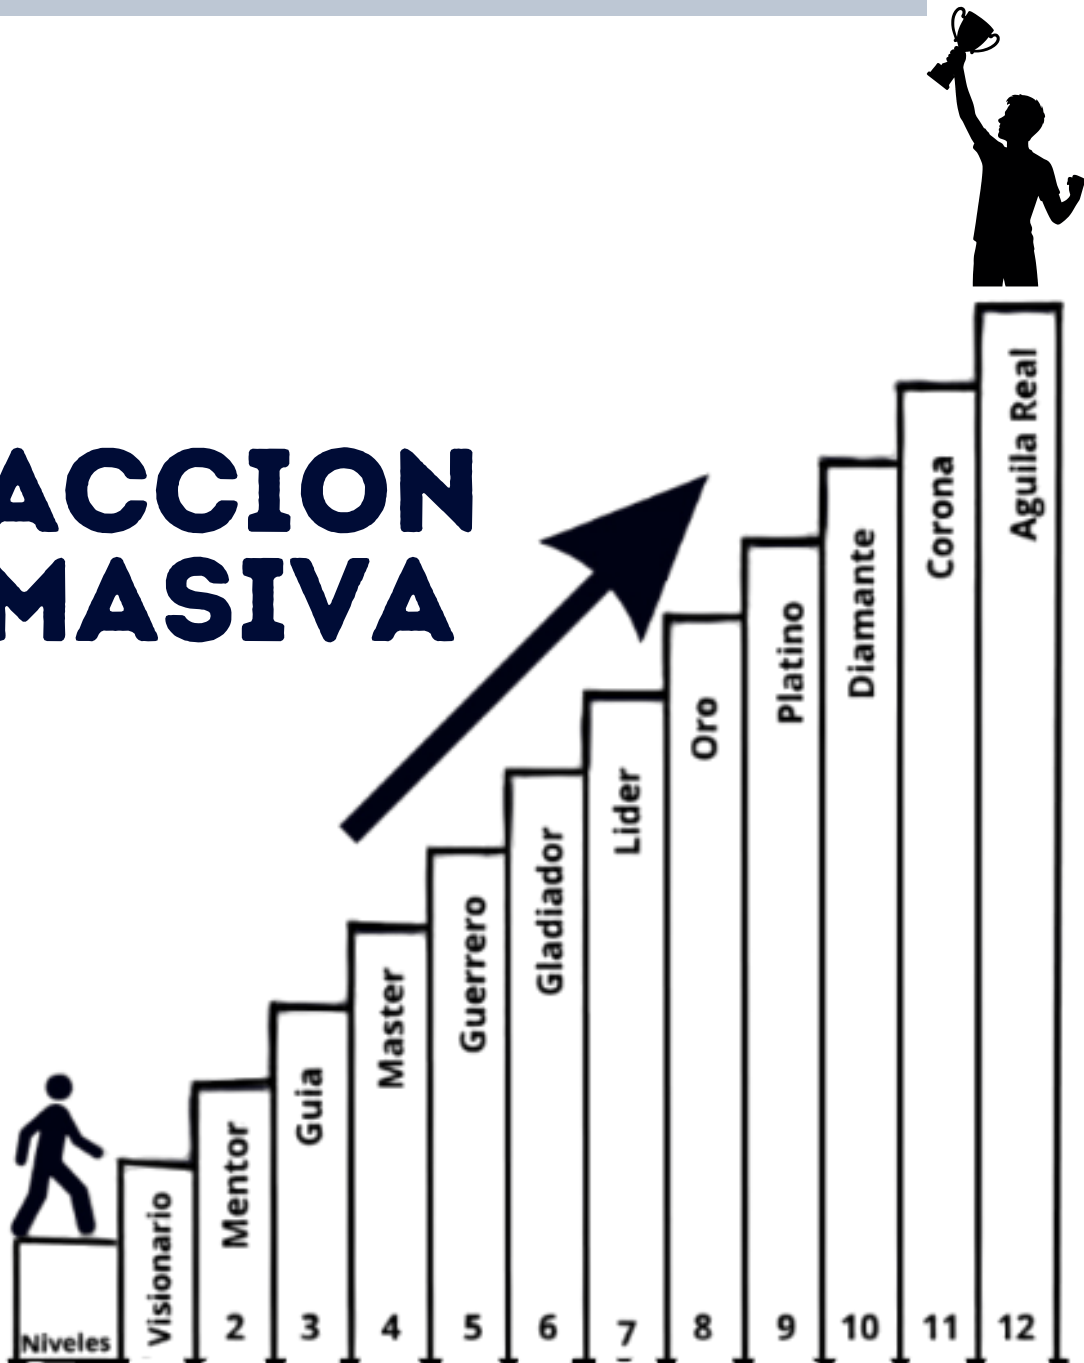 ACCION
MASIVA
Niveles
Visionario
Mentor
2
Guia
3
Master
4
Guerrero
5
Gladiador
6
Lider
7
Oro
8
Platino
9
Diamante
10
Corona
11
Aguila Real
12